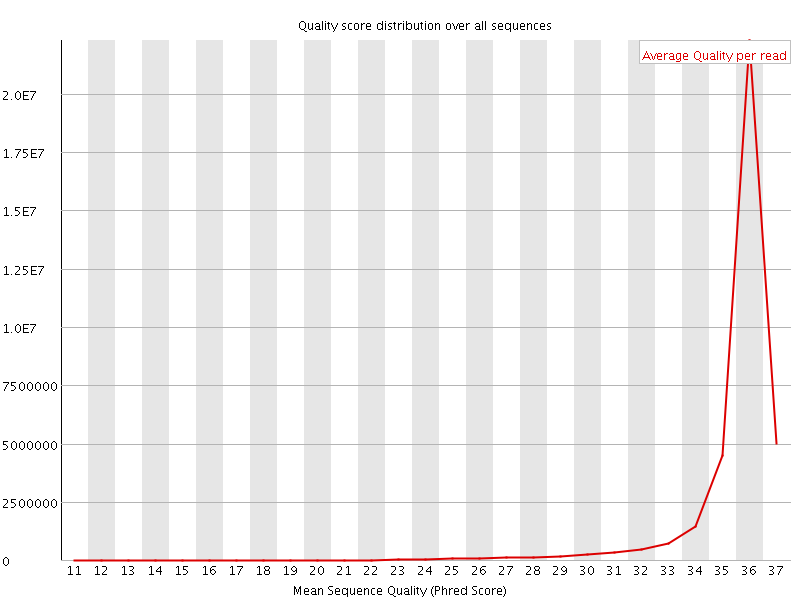 Quality score distribution over all sequences
Average Quality per read
2.0E7
1.75E7
1.5E7
1.25E7
1.0E7
7500000
5000000
2500000
0
11 12 13 14 15 16 17 18 19 20 21 22 23 24 25 26 27 28 29 30 31 32 33 34 35 36 37
Mean Sequence Quality (Phred Score)